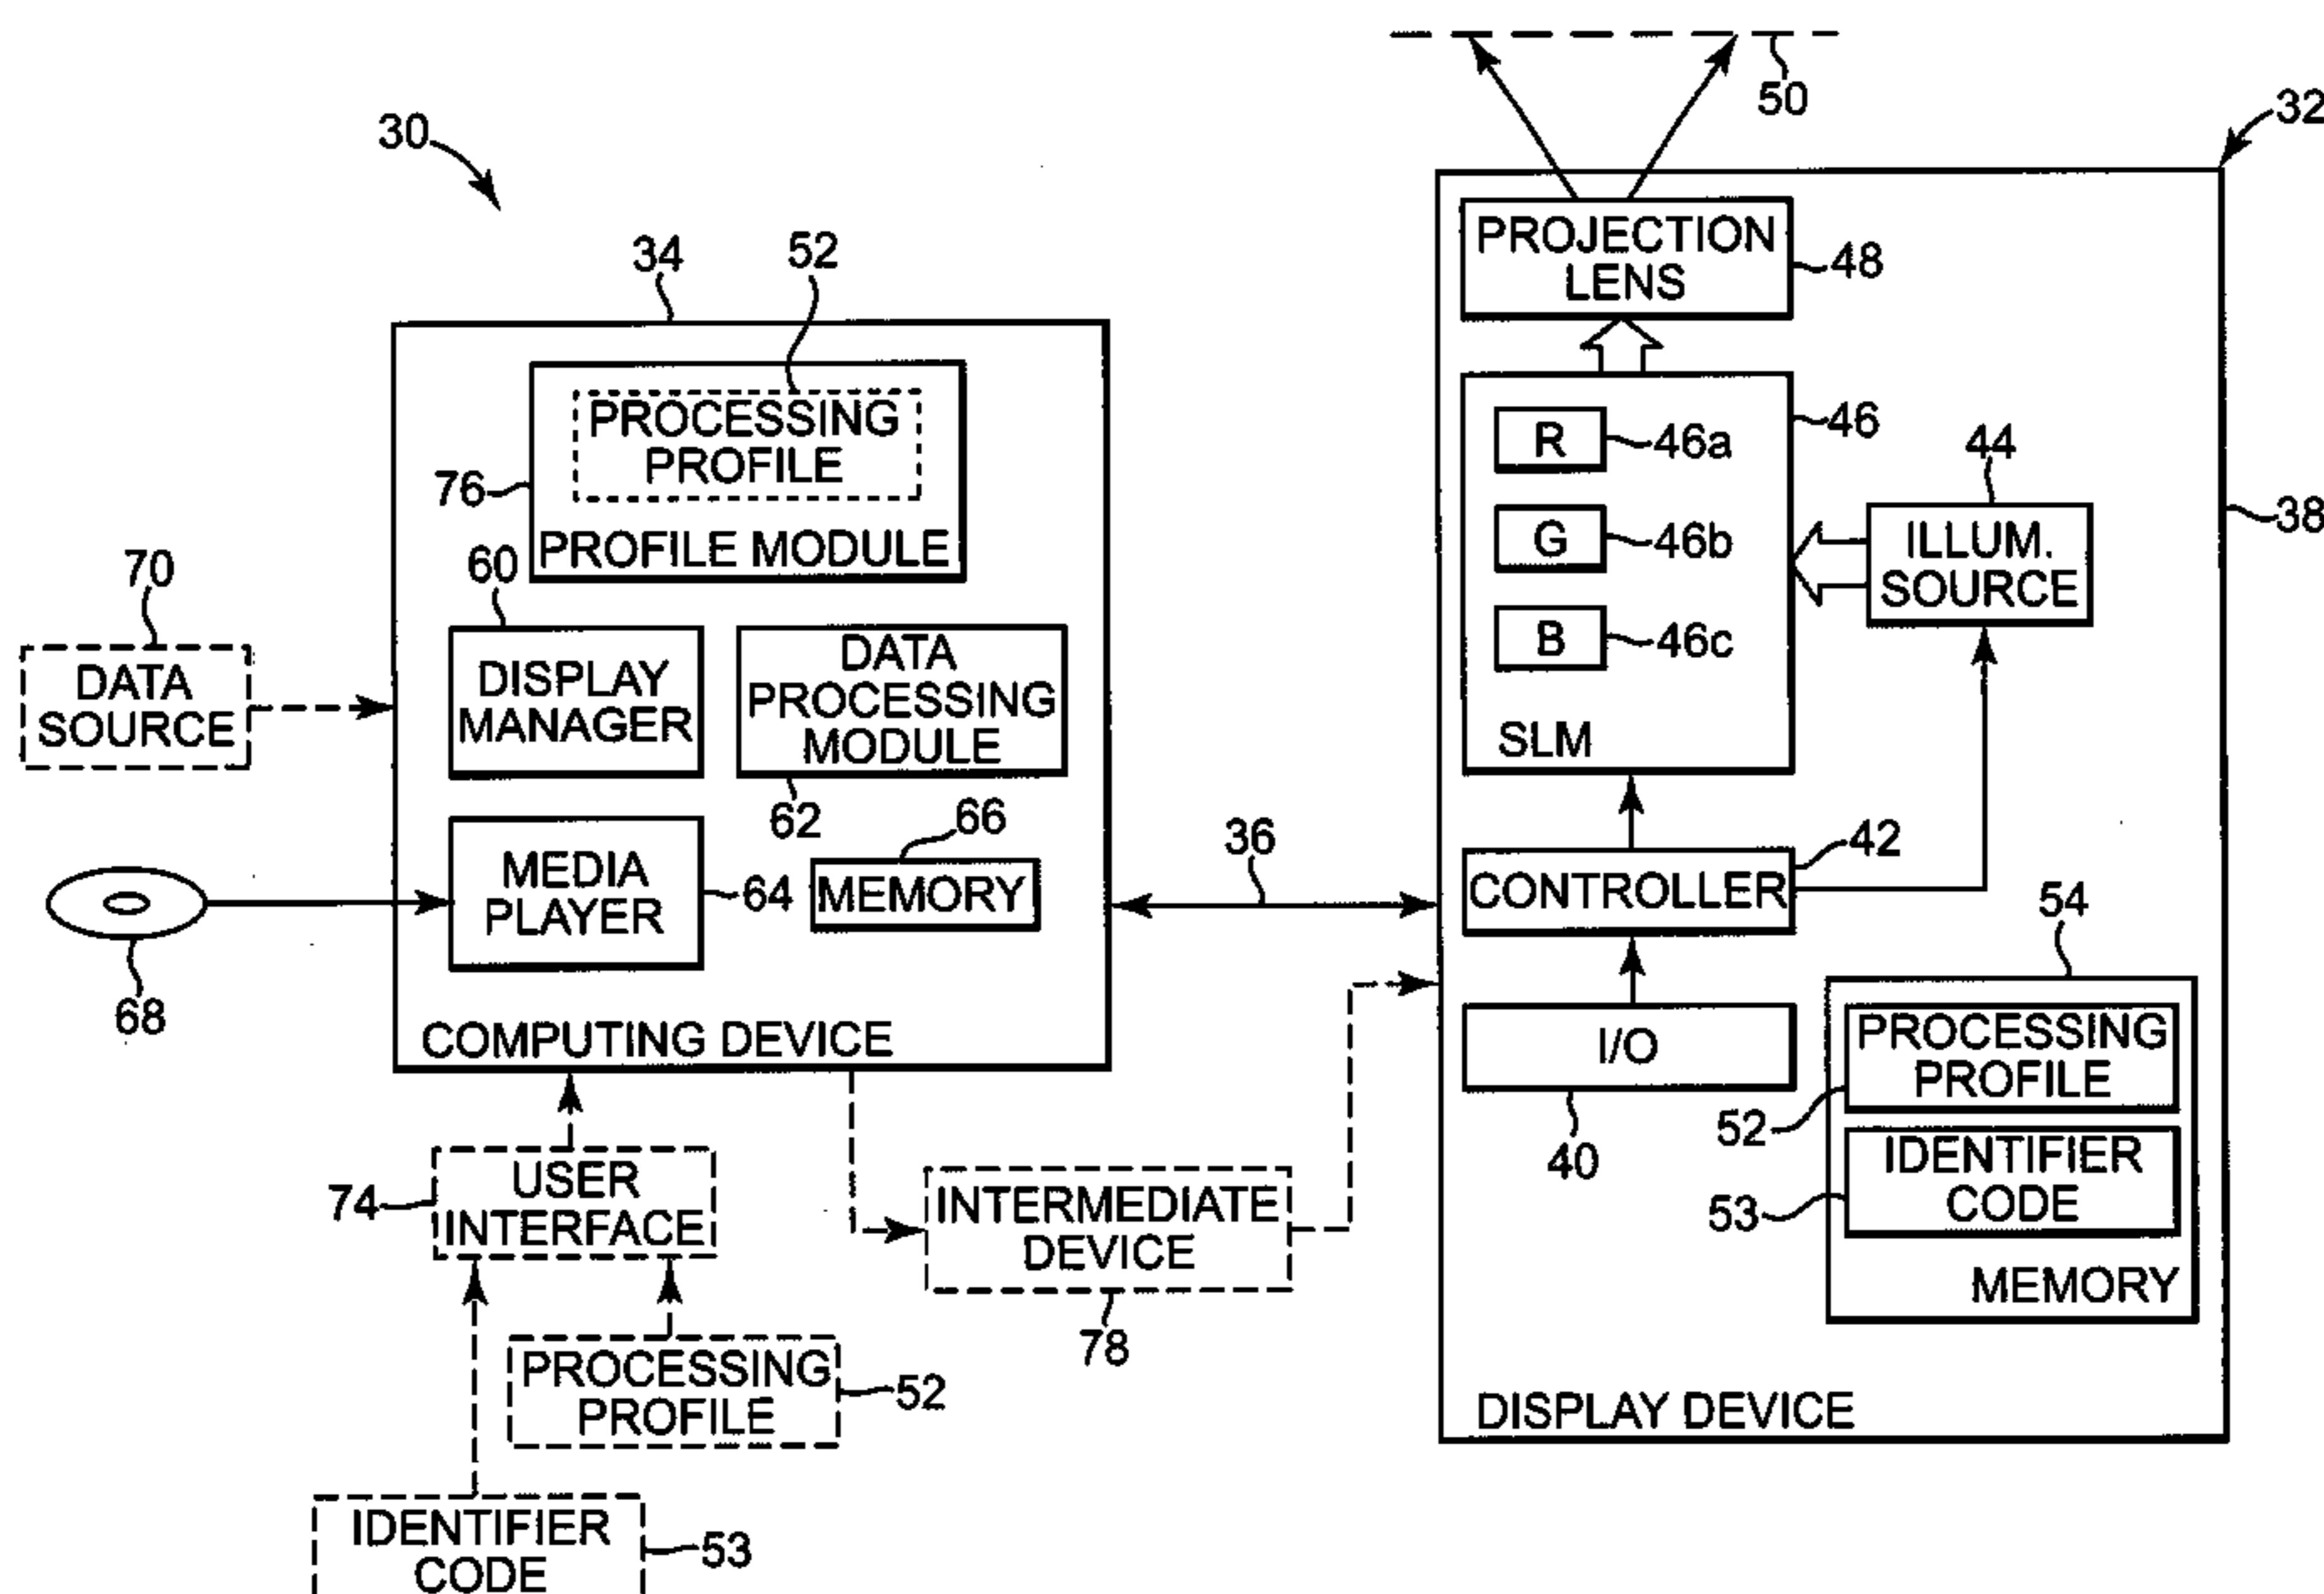 50
32
30
PROJECTION
LENS
48
34
52
PROCESSING
PROFILE
76
PROFILE MODULE
46
R
46a
G
46b
B
46c
SLM
44
ILLUM.
SOURCE
38
70
DATA
SOURCE
60
DISPLAY
MANAGER
DATA
PROCESSING
MODULE
62
66
MEDIA
PLAYER
64
MEMORY
68
COMPUTING DEVICE
36
CONTROLLER
42
I/O
40
54
PROCESSING
PROFILE
52
IDENTIFIER
CODE
53
MEMORY
DISPLAY DEVICE
74
USER
INTERFACE
INTERMEDIATE
DEVICE
78
PROCESSING
PROFILE
52
IDENTIFIER
CODE
53